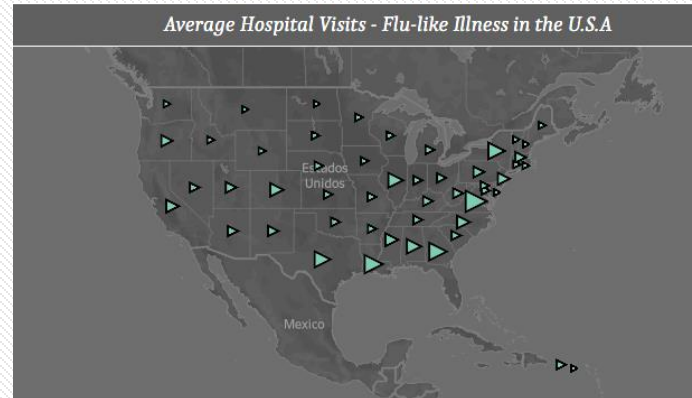 Average Hospital Visits - Flu-like Illness in the U.S.A
Estados
Unidos
Mexico